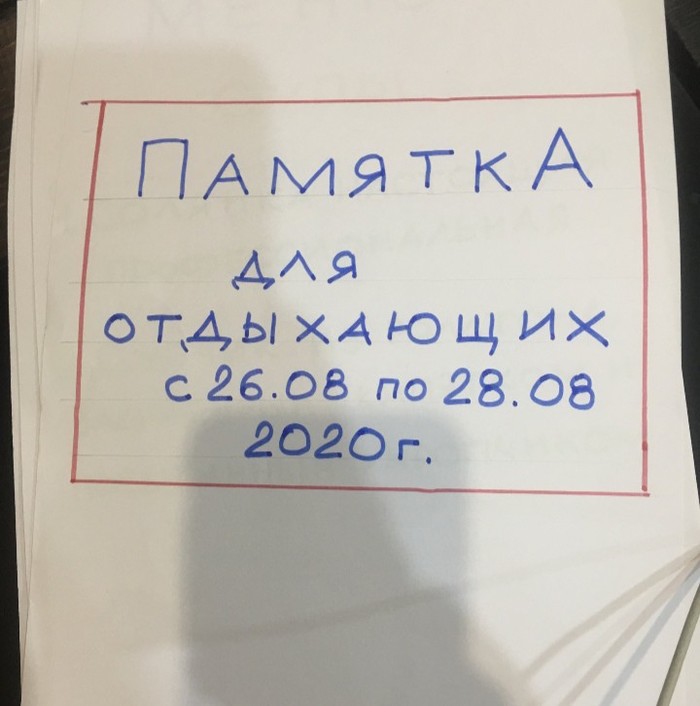 ПАМЯТКА
для
отдыхающих
с 26.08 по 28.08
2020г.